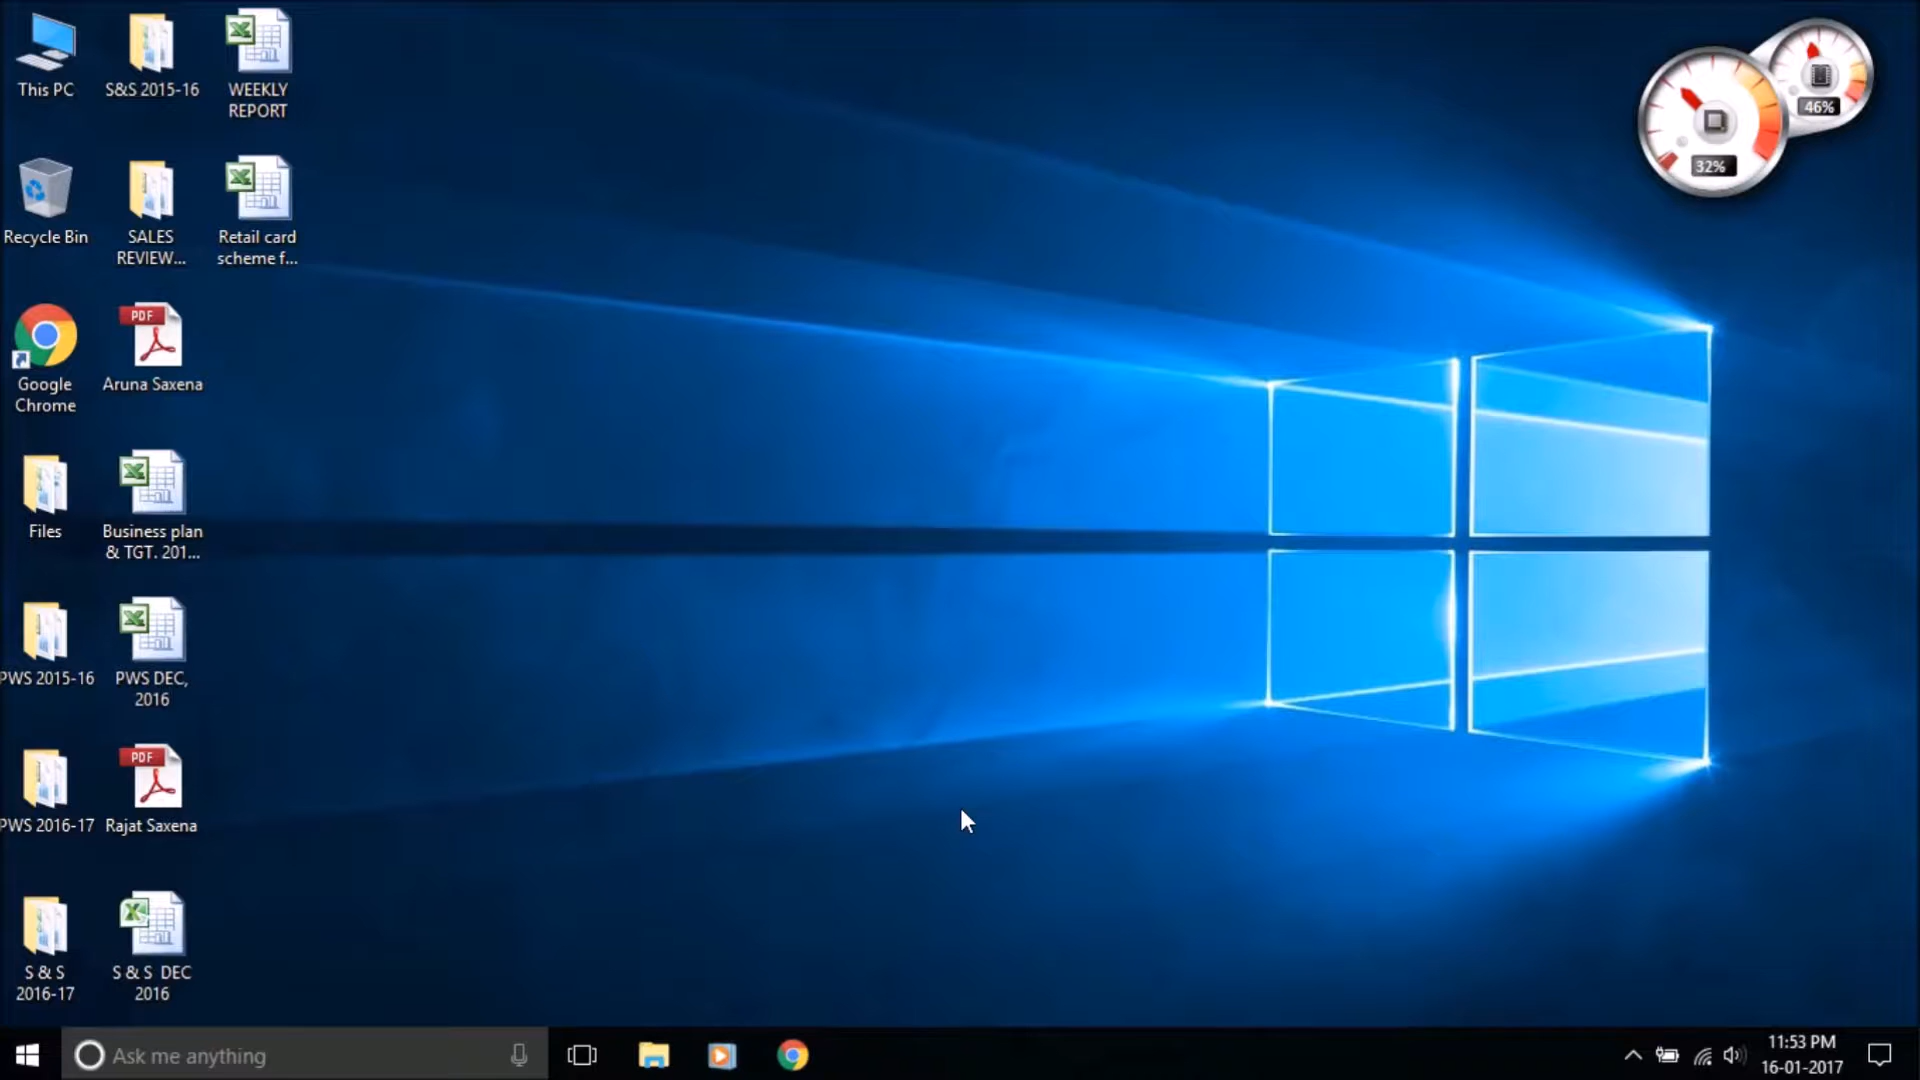 This PC
S&S 2015-16
WEEKLY
REPORT
46%
32%
Recycle Bin
SALES
REVIEW...
Retail card
scheme f...
PDF
Google
Chrome
Aruna Saxena
Files
Business plan
& TGT. 201...
PWS 2015-16
PWS DEC,
2016
PDF
PWS 2016-17
Rajat Saxena
S & S
2016-17
S & S DEC
2016
Ask me anything
11:53 PM
16-01-2017